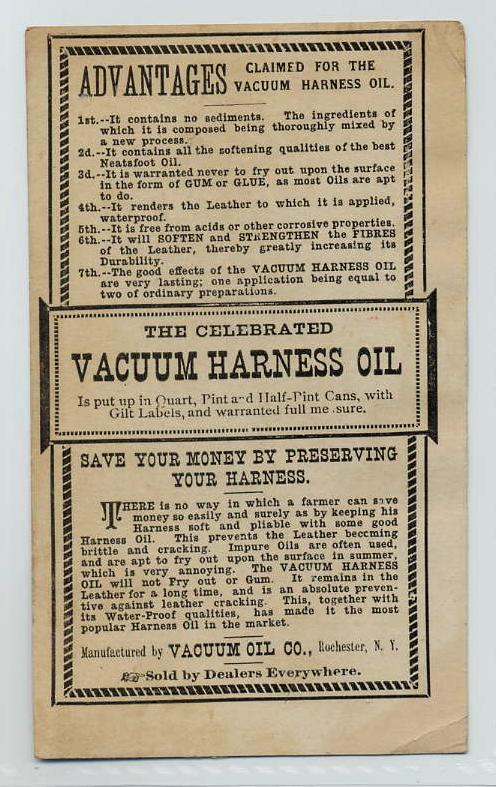 ADVANTAGES CLAIMED FOR THE
VACUUM HARNESS OIL.
1st.--It contains no sediments. The ingredients of
which it is composed being thoroughly mixed by
a new process.
2d.--It contains all the softening qualities of the best
Neatsfoot Oil.
3d.--It is warranted never to fry out upon the surface
in the form of GUM or GLUE, as most Oils are apt
to do.
4th.--It renders the Leather to which it is applied,
waterproof.
5th.--It is free from acids or other corrosive properties.
6th.--It will SOFTEN and STRENGTHEN the FIBRES
of the Leather, thereby greatly increasing its
Durability.
7th.--The good effects of the VACUUM HARNESS OIL
are very lasting; one application being equal to
two of ordinary preparations.
THE CELEBRATED
VACUUM HARNESS OIL
Is put up in Quart, Pint and Half-Pint Cans, with
Gilt Labels, and warranted full measure.
SAVE YOUR MONEY BY PRESERVING
YOUR HARNESS.
THERE is no way in which a farmer can save
money so easily and surely as by keeping his
Harness soft and pliable with some good
Harness Oil. This prevents the Leather becoming
brittle and cracking. Impure Oils are often used,
and are apt to fry out upon the surface in summer,
which is very annoying. The VACUUM HARNESS
OIL will not Fry out or Gum. It remains in the
Leather for a long time, and is an absolute preven-
tive against leather cracking. This, together with
its Water-Proof qualities, has made it the most
popular Harness Oil in the market.
Manufactured by VACUUM OIL CO., Rochester, N. Y.
Sold by Dealers Everywhere.